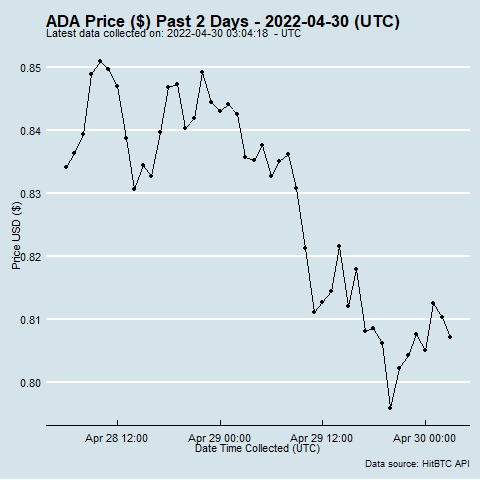 ADA Price ($) Past 2 Days - 2022-04-30 (UTC)
Latest data collected on: 2022-04-30 03:04:18  - UTC
0.85
0.84
0.83
0.82
0.81
0.80
Price USD ($)
Apr 28 12:00 Apr 29 00:00 Apr 29 12:00 Apr 30 00:00
Date Time Collected (UTC)
Data source: HitBTC API